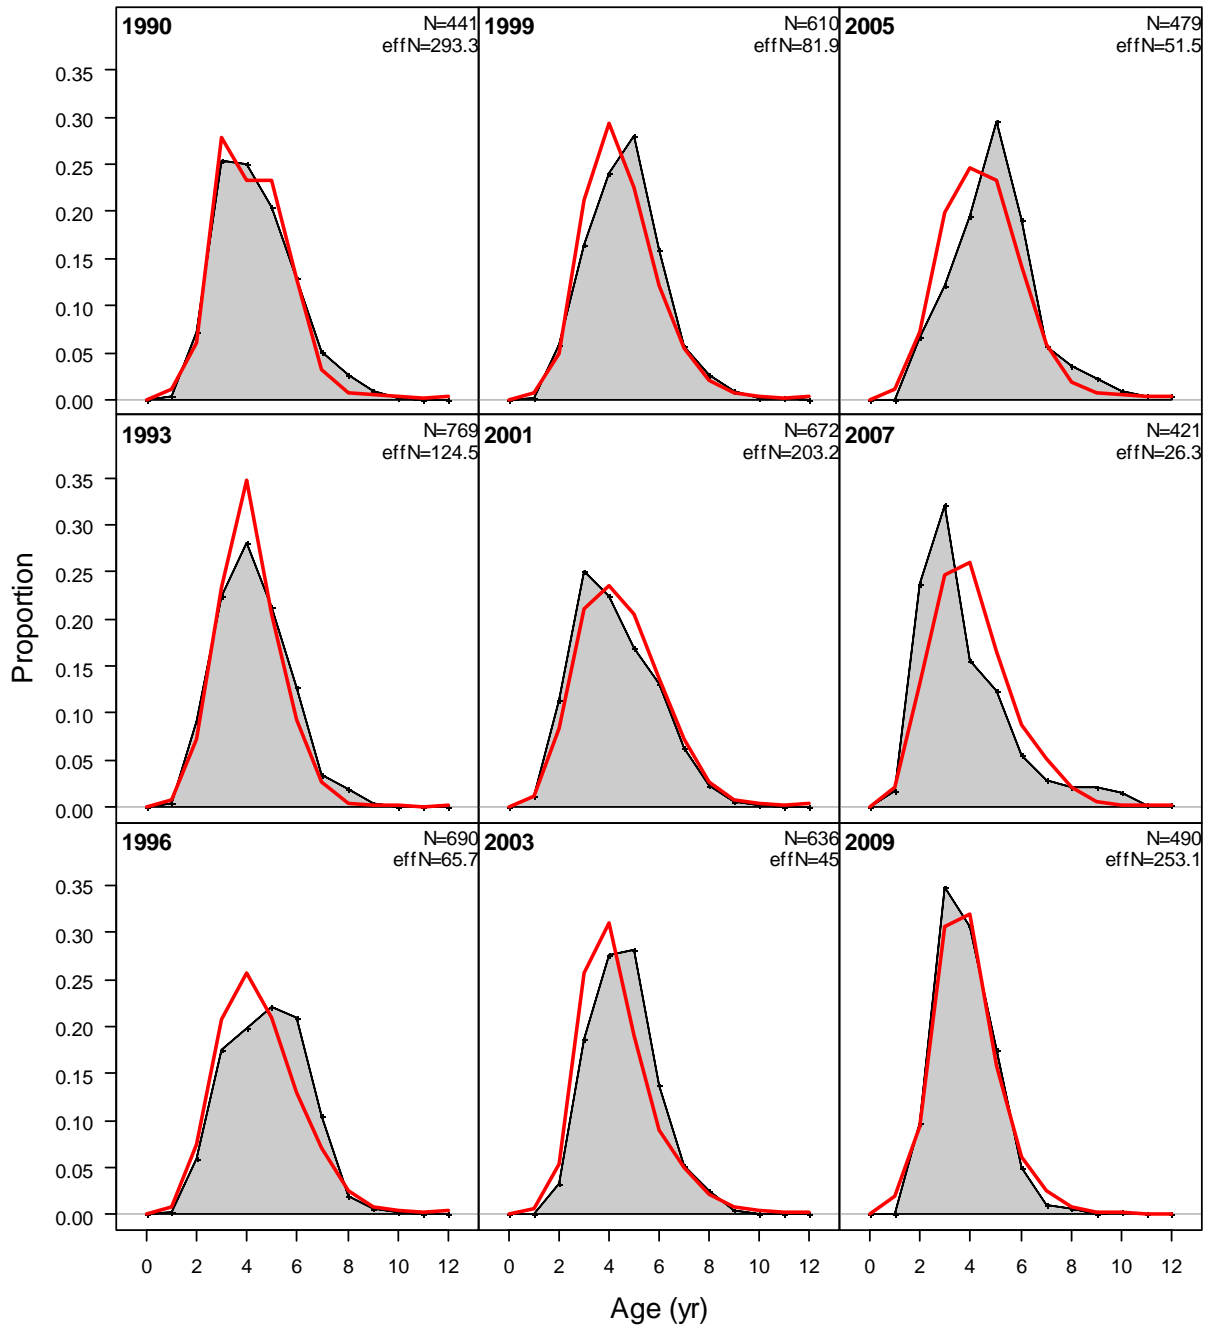 1990
N=441
effN=293.3
1999
N=610
effN=81.9
2005
N=479
effN=51.5
0.35
0.30
0.25
0.20
0.15
0.10
0.05
0.00
1993
N=769
effN=124.5
2001
N=672
effN=203.2
2007
N=421
effN=26.3
0.35
0.30
0.25
0.20
0.15
0.10
0.05
0.00
Proportion
1996
N=690
effN=65.7
2003
N=636
effN=45
2009
N=490
effN=253.1
0.35
0.30
0.25
0.20
0.15
0.10
0.05
0.00
0 2 4 6 8 10 12
0 2 4 6 8 10 12
0 2 4 6 8 10 12
Age (yr)